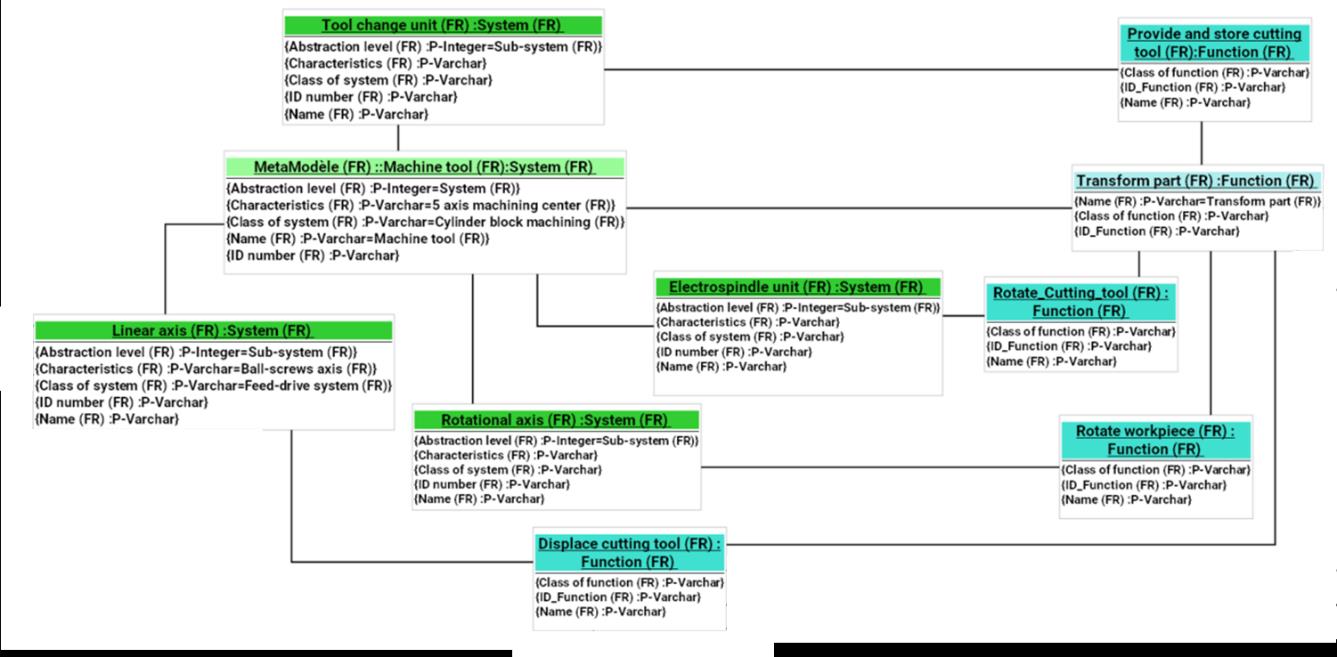 Tool change unit (FR) :System (FR)
{Abstraction level (FR) :P-Integer=Sub-system (FR)}
{Characteristics (FR) :P-Varchar}
{Class of system (FR) :P-Varchar}
{ID number (FR) :P-Varchar}
{Name (FR) :P-Varchar}
Provide and store cutting
tool (FR):Function (FR)
{Class of function (FR) :P-Varchar}
{ID_Function (FR) :P-Varchar}
{Name (FR) :P-Varchar}
MetaModèle (FR) ::Machine tool (FR):System (FR)
{Abstraction level (FR) :P-Integer=System (FR)}
{Characteristics (FR) :P-Varchar=5 axis machining center (FR)}
{Class of system (FR) :P-Varchar=Cylinder block machining (FR)}
{Name (FR) :P-Varchar=Machine tool (FR)}
{ID number (FR) :P-Varchar}
Transform part (FR) :Function (FR)
{Name (FR) :P-Varchar=Transform part (FR)}
{Class of function (FR) :P-Varchar}
{ID_Function (FR) :P-Varchar}
Electrospindle unit (FR) :System (FR)
{Abstraction level (FR) :P-Integer=Sub-system (FR)}
{Characteristics (FR) :P-Varchar}
{Class of system (FR) :P-Varchar}
{ID number (FR) :P-Varchar}
{Name (FR) :P-Varchar}
Rotate_Cutting_tool (FR) :
Function (FR)
{Class of function (FR) :P-Varchar}
{ID_Function (FR) :P-Varchar}
{Name (FR) :P-Varchar}
Linear axis (FR) :System (FR)
{Abstraction level (FR) :P-Integer=Sub-system (FR)}
{Characteristics (FR) :P-Varchar=Ball-screws axis (FR)}
{Class of system (FR) :P-Varchar=Feed-drive system (FR)}
{ID number (FR) :P-Varchar}
{Name (FR) :P-Varchar}
Rotational axis (FR) :System (FR)
{Abstraction level (FR) :P-Integer=Sub-system (FR)}
{Characteristics (FR) :P-Varchar}
{Class of system (FR) :P-Varchar}
{ID number (FR) :P-Varchar}
{Name (FR) :P-Varchar}
Rotate workpiece (FR) :
Function (FR)
{Class of function (FR) :P-Varchar}
{ID_Function (FR) :P-Varchar}
{Name (FR) :P-Varchar}
Displace cutting tool (FR) :
Function (FR)
{Class of function (FR) :P-Varchar}
{ID_Function (FR) :P-Varchar}
{Name (FR) :P-Varchar}